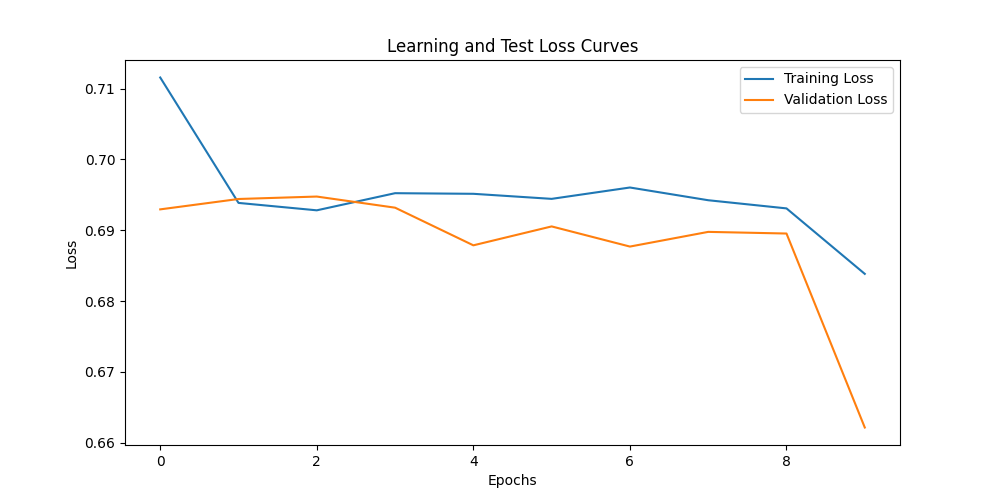 Learning and Test Loss Curves
Training Loss
Validation Loss
0.71
0.70
0.69
0.68
0.67
0.66
Loss
0 2 4 6 8
Epochs